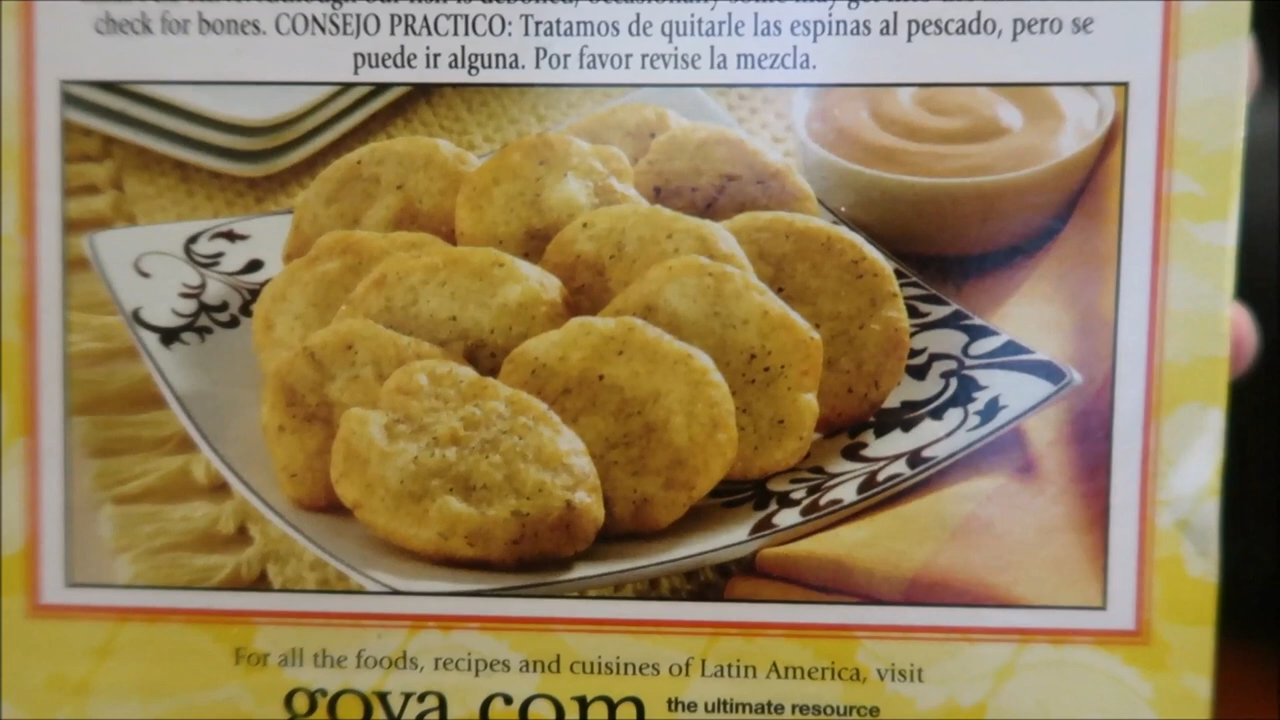 check for bones. CONSEJO PRACTICO: Tratamos de quitarle las espinas al pescado, pero se
puede ir alguna. Por favor revise la mezcla.
For all the foods, recipes and cuisines of Latin America, visit
goya.com the ultimate resource